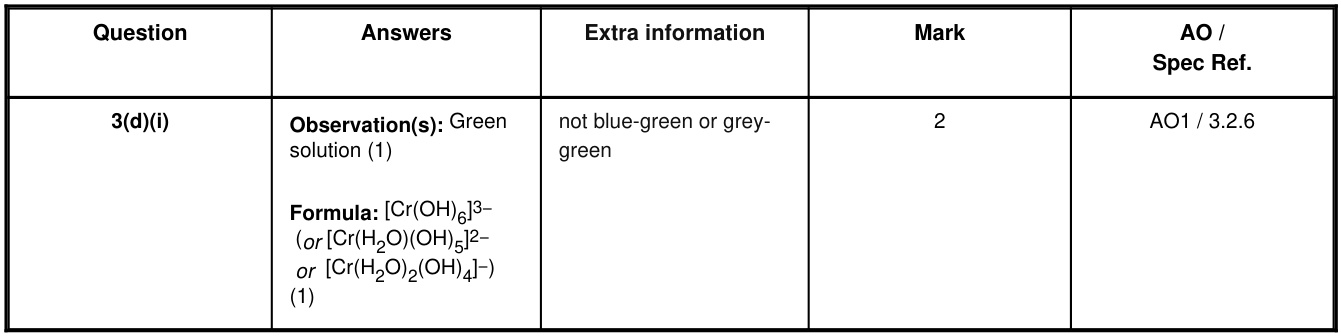 Question Answers Extra information Mark AO /
Spec Ref.
3(d)(i) Observation(s): Green not blue-green or grey- 2 AO1 / 3.2.6
solution (1) green
Formula: [Cr(OH)6]3–
(or [Cr(H2O)(OH)5]2–
or [Cr(H2O)2(OH)4]–)
(1)